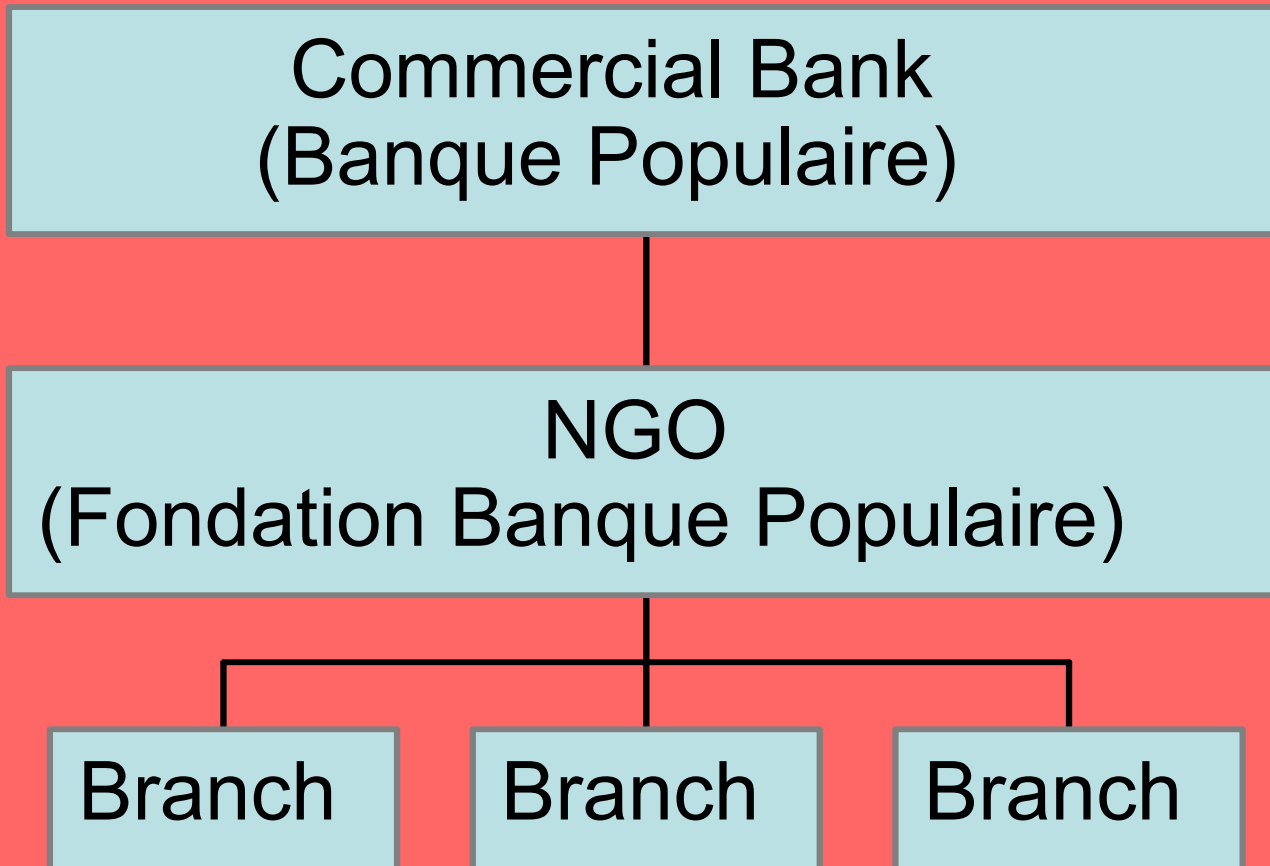 Commercial Bank
(Banque Populaire)
NGO
(Fondation Banque Populaire)
Branch
Branch
Branch